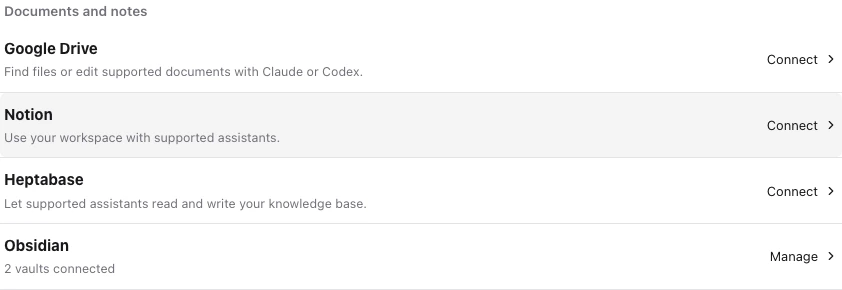 Documents and notes
Google Drive
Find files or edit supported documents with Claude or Codex.
Connect
Notion
Use your workspace with supported assistants.
Connect
Heptabase
Let supported assistants read and write your knowledge base.
Connect
Obsidian
2 vaults connected
Manage